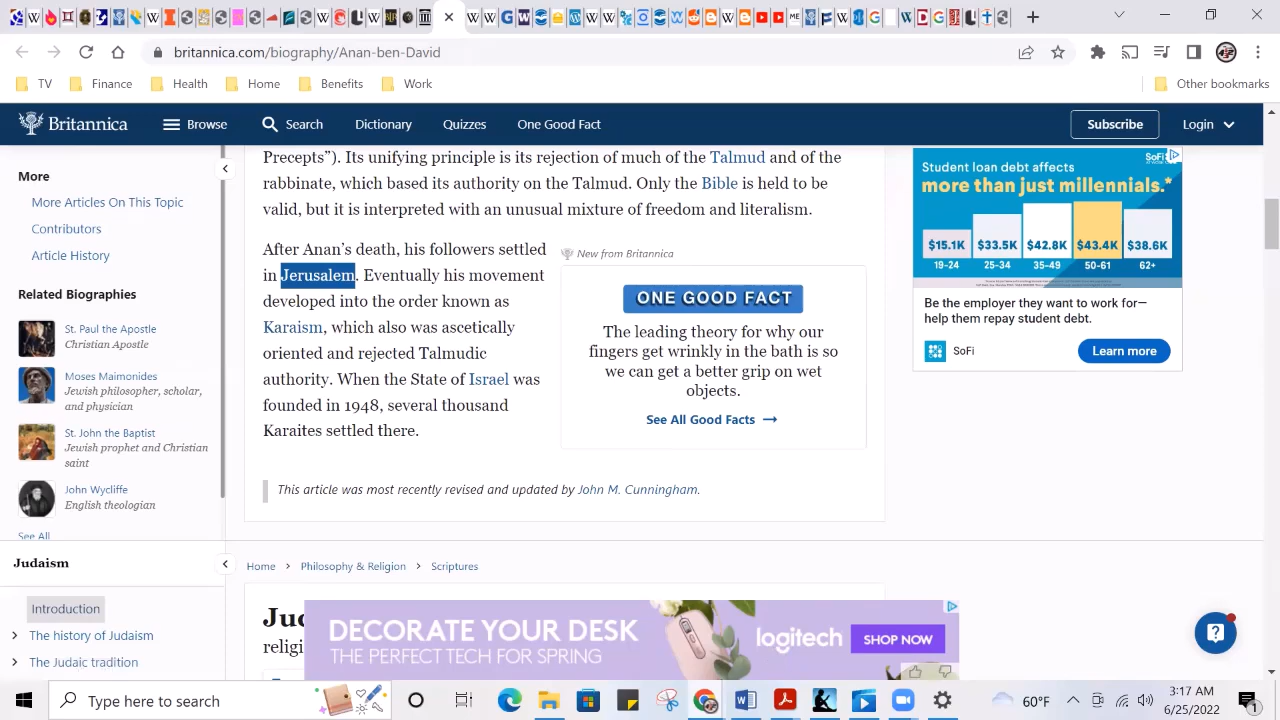 britannica.com/biography/Anan-ben-David
TV
Finance
Health
Home
Benefits
Work
Other bookmarks
Britannica
Browse
Search
Dictionary
Quizzes
One Good Fact
Subscribe
Login
More
More Articles On This Topic
Contributors
Article History
Related Biographies
St. Paul the Apostle
Christian Apostle
Moses Maimonides
Jewish philosopher, scholar,
and physician
St. John the Baptist
Jewish prophet and Christian
saint
John Wycliffe
English theologian
See All
Precepts”). Its unifying principle is its rejection of much of the Talmud and of the
rabbinate, which based its authority on the Talmud. Only the Bible is held to be
valid, but it is interpreted with an unusual mixture of freedom and literalism.
After Anan’s death, his followers settled
in Jerusalem. Eventually his movement
developed into the order known as
Karaism, which also was ascetically
oriented and rejected Talmudic
authority. When the State of Israel was
founded in 1948, several thousand
Karaites settled there.
New from Britannica
ONE GOOD FACT
The leading theory for why our
fingers get wrinkly in the bath is so
we can get a better grip on wet
objects.
See All Good Facts
This article was most recently revised and updated by John M. Cunningham.
Student loan debt affects
more than just millennials.*
SoFi
$15.1K
$33.5K
$42.8K
$43.4K
$38.6K
19-24
25-34
35-49
50-61
62+
Be the employer they want to work for—
help them repay student debt.
SoFi
Learn more
Judaism
Introduction
The history of Judaism
The Judaic tradition
Home
Philosophy & Religion
Scriptures
religi
DECORATE YOUR DESK
THE PERFECT TECH FOR SPRING
logitech
SHOP NOW
Type here to search
60°F
3:17 AM
6/25/2022
1